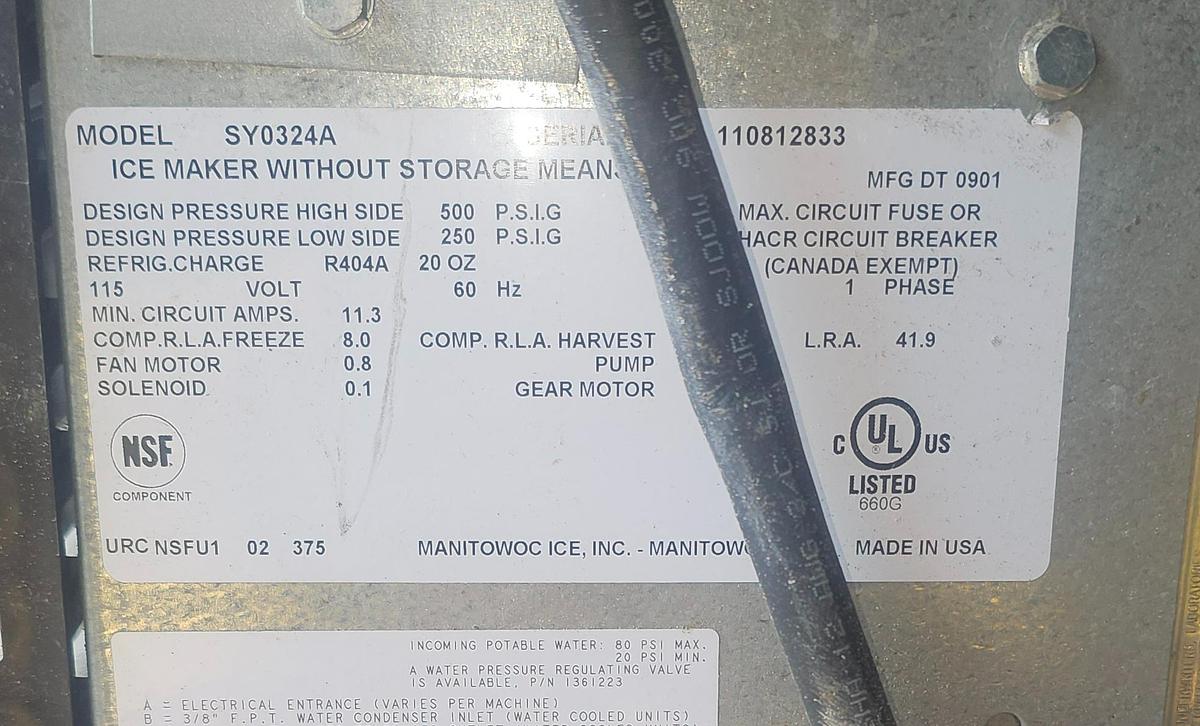 MODEL SY0324A SERIA 110812833
ICE MAKER WITHOUT STORAGE MEANS
MFG DT 0901
DESIGN PRESSURE HIGH SIDE 500 P.S.I.G MAX. CIRCUIT FUSE OR
DESIGN PRESSURE LOW SIDE 250 P.S.I.G HACR CIRCUIT BREAKER
REFRIG.CHARGE R404A 20 OZ (CANADA EXEMPT)
115 VOLT 60 Hz 1 PHASE
MIN. CIRCUIT AMPS. 11.3
COMP.R.L.A.FREEZE 8.0 COMP. R.L.A. HARVEST L.R.A. 41.9
FAN MOTOR 0.8 PUMP
SOLENOID 0.1 GEAR MOTOR
NSF
COMPONENT
C UL US
®
LISTED
660G
URC NSFU1 02 375 MANITOWOC ICE, INC. - MANITOWO MADE IN USA
INCOMING POTABLE WATER: 80 PSI MAX.
20 PSI MIN.
A WATER PRESSURE REGULATING VALVE
IS AVAILABLE, P/N 1361223
A = ELECTRICAL ENTRANCE (VARIES PER MACHINE)
B = 3/8" F.P.T. WATER CONDENSER INLET (WATER COOLED UNITS)